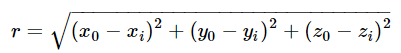 r = √((x₀ − xᵢ)² + (y₀ − yᵢ)² + (z₀ − zᵢ)²)